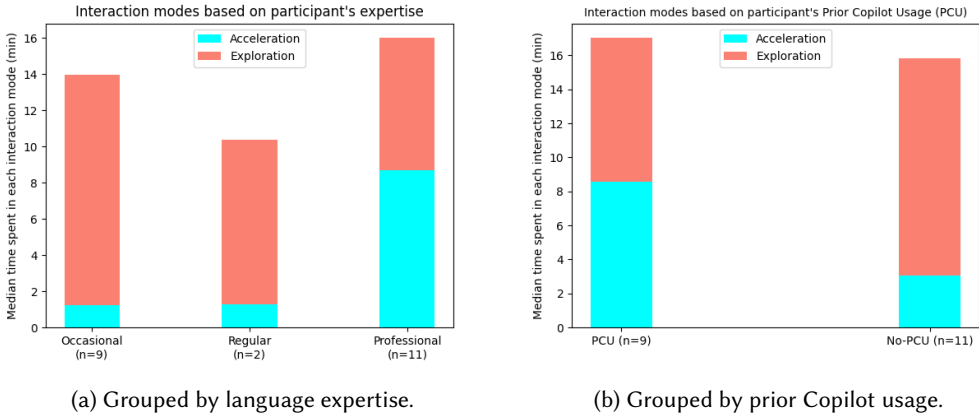 Interaction modes based on participant's expertise
Median time spent in each interaction mode (min)
16
14
12
10
8
6
4
2
0
Acceleration
Exploration
Occasional
(n=9)
Regular
(n=2)
Professional
(n=11)
(a) Grouped by language expertise.
Interaction modes based on participant's Prior Copilot Usage (PCU)
Median time spent in each interaction mode (min)
16
14
12
10
8
6
4
2
0
Acceleration
Exploration
PCU (n=9)
No-PCU (n=11)
(b) Grouped by prior Copilot usage.